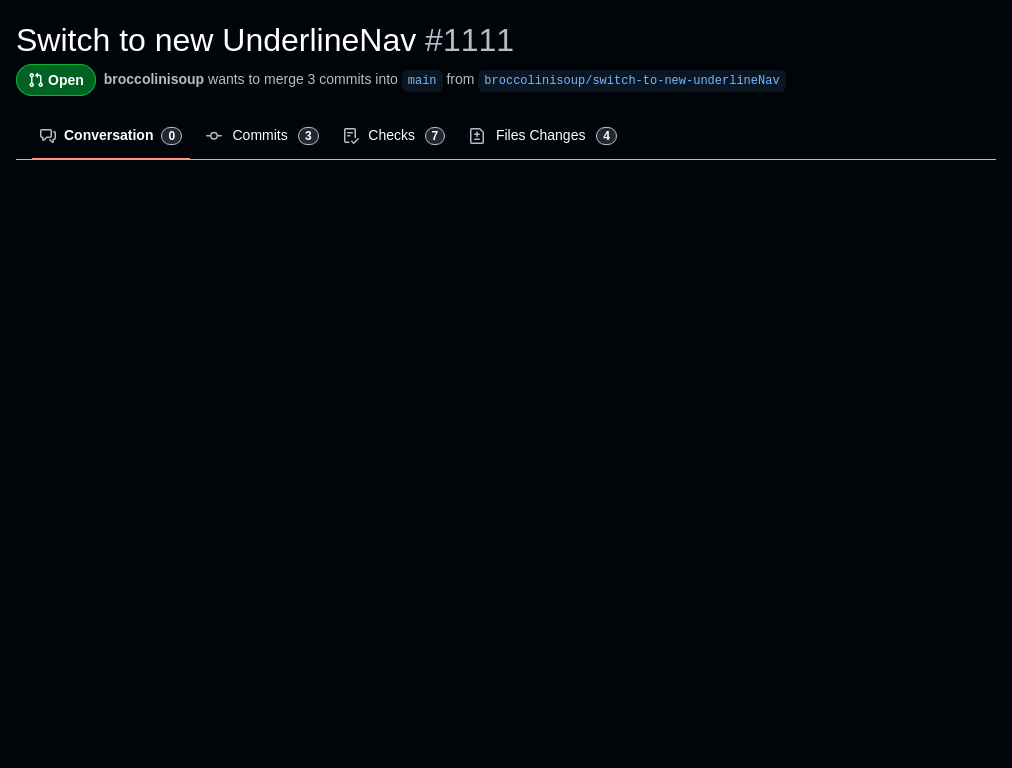 Switch to new UnderlineNav #1111
Open broccolinisoup wants to merge 3 commits into main from broccolinisoup/switch-to-new-underlineNav
Conversation 0 Commits 3 Checks 7 Files Changes 4